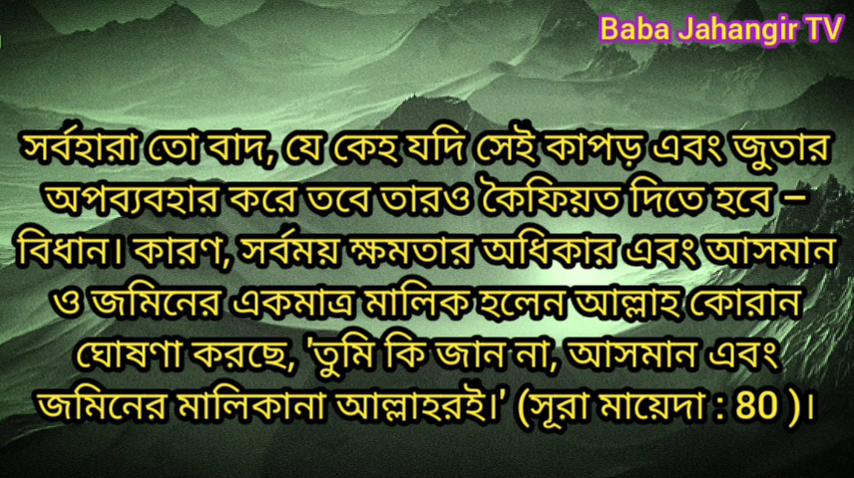 Baba Jahangir TV
সর্বহারা তো বাদ, যে কেহ যদি সেই কাপড় এবং জুতার
অপব্যবহার করে তবে তারও কৈফিয়ত দিতে হবে –
বিধান। কারণ, সর্বময় ক্ষমতার অধিকার এবং আসমান
ও জমিনের একমাত্র মালিক হলেন আল্লাহ কোরান
ঘোষণা করছে, 'তুমি কি জান না, আসমান এবং
জমিনের মালিকানা আল্লাহরই।' (সূরা মায়েদা : 80 )।